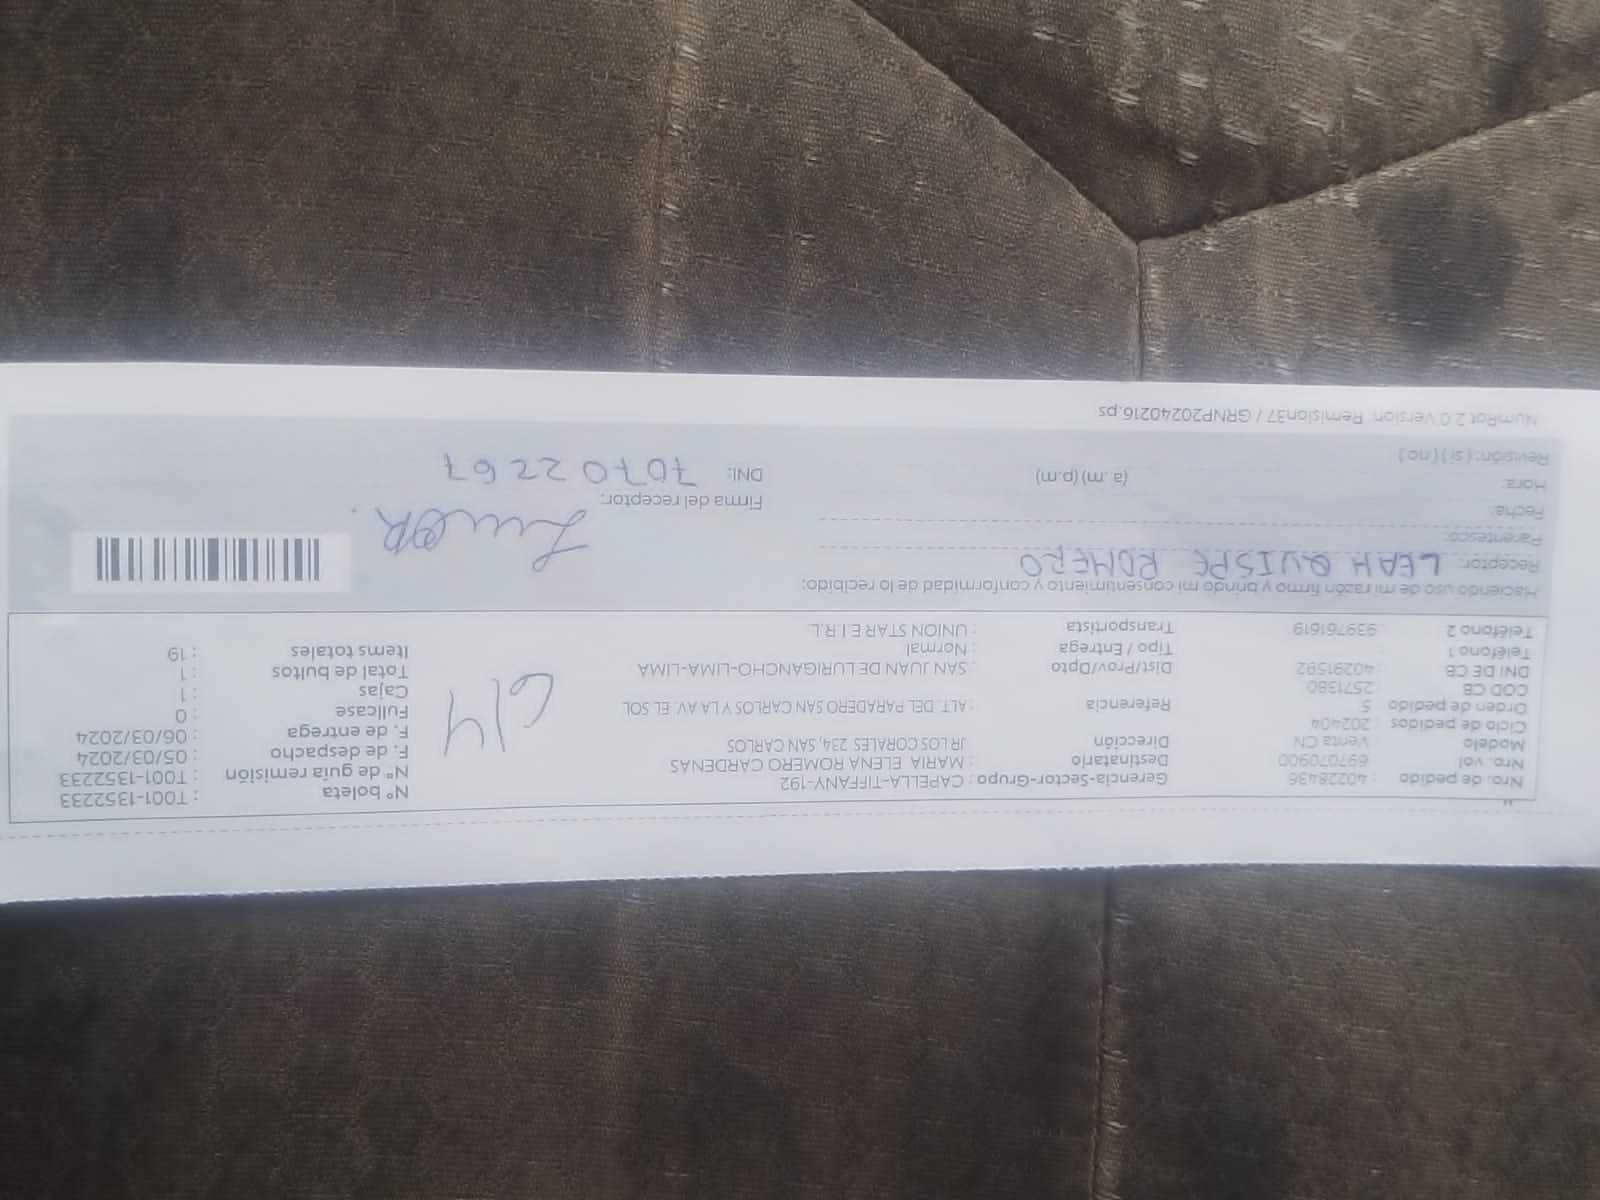 Nro. de pedido : 40228436 Gerencia-Sector-Grupo : CAPELLA-TIFFANY-192 N° boleta : T001-1352233
Nro. vol. : 697070900 Destinatario : MARIA ELENA ROMERO CARDENAS N° de guía remisión : T001-1352233
Modelo : Venta CN Dirección : JR LOS CORALES 234, SAN CARLOS F. de despacho : 05/03/2024
Ciclo de pedidos : 202404 F. de entrega : 06/03/2024
Orden de pedido : 5 Referencia : ALT. DEL PARADERO SAN CARLOS Y LA AV. EL SOL Fullcase : 0
COD CB : 2571380 Cajas : 1
DNI DE CB : 40291592 Dist/Prov/Dpto : SAN JUAN DE LURIGANCHO-LIMA-LIMA Total de bultos : 1
Teléfono 1 : Tipo / Entrega : Normal Items totales : 19
Teléfono 2 : 939761619 Transportista : UNION STAR E I R L
614
Haciendo uso de mi razón firmo y brindo mi consentimiento y conformidad de lo recibido:
Receptor: LEAH QUISPE ROMERO
Parentesco:
Fecha: Firma del receptor:
Hora: (a.m)(p.m) DNI: 70702267
Revisión: ( si ) ( no )
NumRot 2.0 Version Remision37 / GRNP20240216.ps